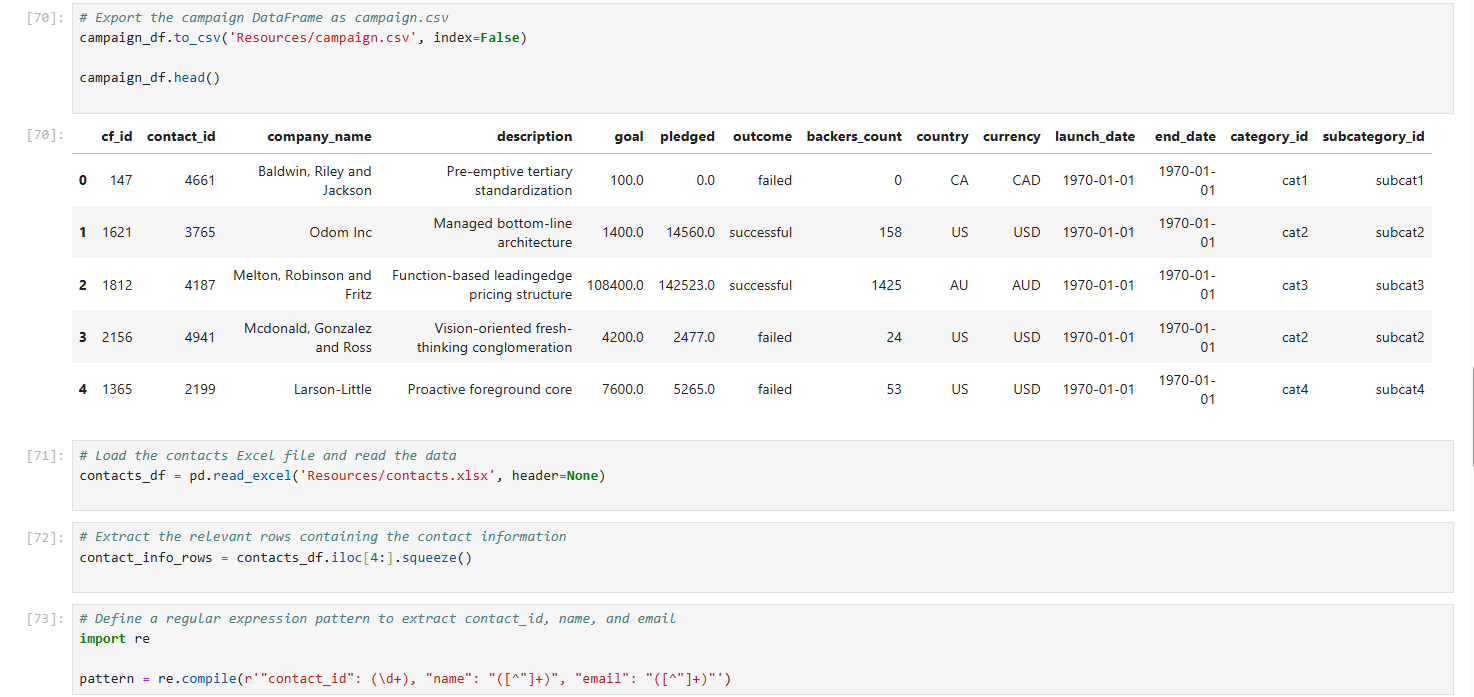 [70]: # Export the campaign DataFrame as campaign.csv
campaign_df.to_csv('Resources/campaign.csv', index=False)
campaign_df.head()
[70]: cf_id contact_id company_name description goal pledged outcome backers_count country currency launch_date end_date category_id subcategory_id
0 147 4661 Baldwin, Riley and Jackson Pre-emptive tertiary standardization 100.0 0.0 failed 0 CA CAD 1970-01-01 1970-01-01 cat1 subcat1
1 1621 3765 Odom Inc Managed bottom-line architecture 1400.0 14560.0 successful 158 US USD 1970-01-01 1970-01-01 cat2 subcat2
2 1812 4187 Melton, Robinson and Fritz Function-based leadingedge pricing structure 108400.0 142523.0 successful 1425 AU AUD 1970-01-01 1970-01-01 cat3 subcat3
3 2156 4941 Mcdonald, Gonzalez and Ross Vision-oriented fresh-thinking conglomeration 4200.0 2477.0 failed 24 US USD 1970-01-01 1970-01-01 cat2 subcat2
4 1365 2199 Larson-Little Proactive foreground core 7600.0 5265.0 failed 53 US USD 1970-01-01 1970-01-01 cat4 subcat4
[71]: # Load the contacts Excel file and read the data
contacts_df = pd.read_excel('Resources/contacts.xlsx', header=None)
[72]: # Extract the relevant rows containing the contact information
contact_info_rows = contacts_df.iloc[4:].squeeze()
[73]: # Define a regular expression pattern to extract contact_id, name, and email
import re
pattern = re.compile(r'"contact_id": (\d+), "name": "([^"]+)", "email": "([^"]+)"')